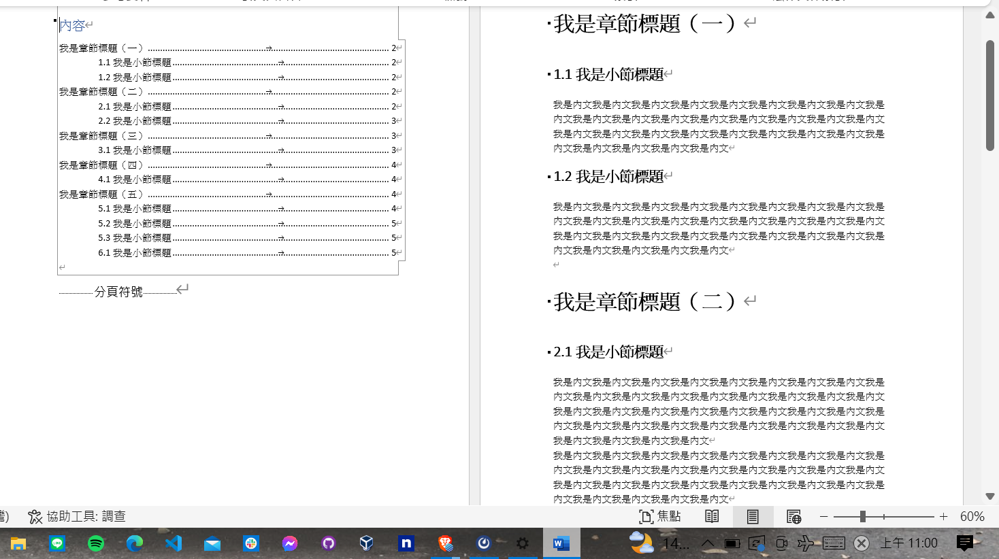 內容
我是章節標題（一） 2
1.1 我是小節標題 2
1.2 我是小節標題 2
我是章節標題（二） 2
2.1 我是小節標題 2
2.2 我是小節標題 3
我是章節標題（三） 3
3.1 我是小節標題 3
我是章節標題（四） 4
4.1 我是小節標題 4
我是章節標題（五） 4
5.1 我是小節標題 4
5.2 我是小節標題 5
5.3 我是小節標題 5
6.1 我是小節標題 5
分頁符號
我是章節標題（一）
1.1 我是小節標題
我是內文我是內文我是內文我是內文我是內文我是內文我是內文我是內文我是
內文我是內文我是內文我是內文我是內文我是內文我是內文我是內文我是內文
我是內文我是內文我是內文我是內文我是內文我是內文我是內文我是內文我是
內文我是內文我是內文我是內文我是內文
1.2 我是小節標題
我是內文我是內文我是內文我是內文我是內文我是內文我是內文我是內文我是
內文我是內文我是內文我是內文我是內文我是內文我是內文我是內文我是內文
我是內文我是內文我是內文我是內文我是內文我是內文我是內文我是內文我是
內文我是內文我是內文我是內文我是內文
我是章節標題（二）
2.1 我是小節標題
我是內文我是內文我是內文我是內文我是內文我是內文我是內文我是內文我是
內文我是內文我是內文我是內文我是內文我是內文我是內文我是內文我是內文
我是內文我是內文我是內文我是內文我是內文我是內文我是內文我是內文我是
內文我是內文我是內文我是內文我是內文我是內文我是內文我是內文我是內文
我是內文我是內文我是內文我是內文
我是內文我是內文我是內文我是內文我是內文我是內文我是內文我是內文我是
內文我是內文我是內文我是內文我是內文我是內文我是內文我是內文我是內文
我是內文我是內文我是內文我是內文我是內文我是內文我是內文我是內文我是
內文我是內文我是內文我是內文我是內文
協助工具: 調查
焦點
60%
14...
上午 11:00